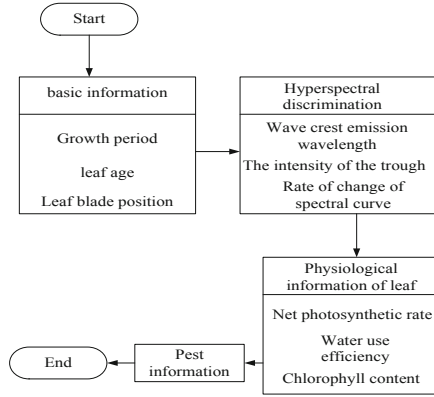 Start
basic information
Growth period
leaf age
Leaf blade position
Hyperspectral
discrimination
Wave crest emission
wavelength
The intensity of the trough
Rate of change of
spectral curve
Physiological
information of leaf
Net photosynthetic rate
Water use
efficiency
Chlorophyll content
Pest
information
End